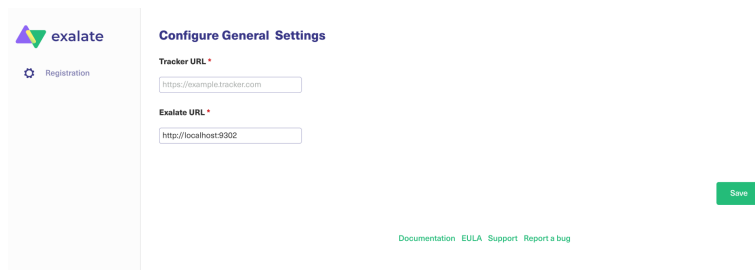 exalate
Registration
Configure General Settings
Tracker URL *
https://example.tracker.com
Exalate URL *
http://localhost:9302
Save
Documentation EULA Support Report a bug